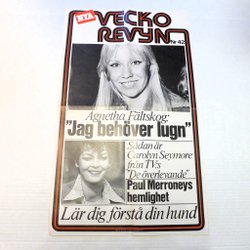 NYA
VECKO
REVYN
Nr 42
Agnetha Fältskog:
"Jag behöver lugn"
Sådan är
Carolyn Seymore
från TV:s
"De överlevande"
Paul Merroneys
hemlighet
Lär dig förstå din hund